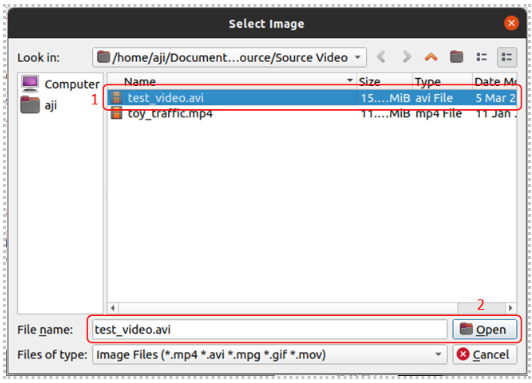 Select Image
Look in: /home/aji/Document...ource/Source Video
Computer
aji
Name Size Type Date Mo
1
test_video.avi 15....MiB avi File 5 Mar 2
toy_traffic.mp4 11....MiB mp4 File 11 Jan .
2
File name: test_video.avi Open
Files of type: Image Files (*.mp4 *.avi *.mpg *.gif *.mov) Cancel